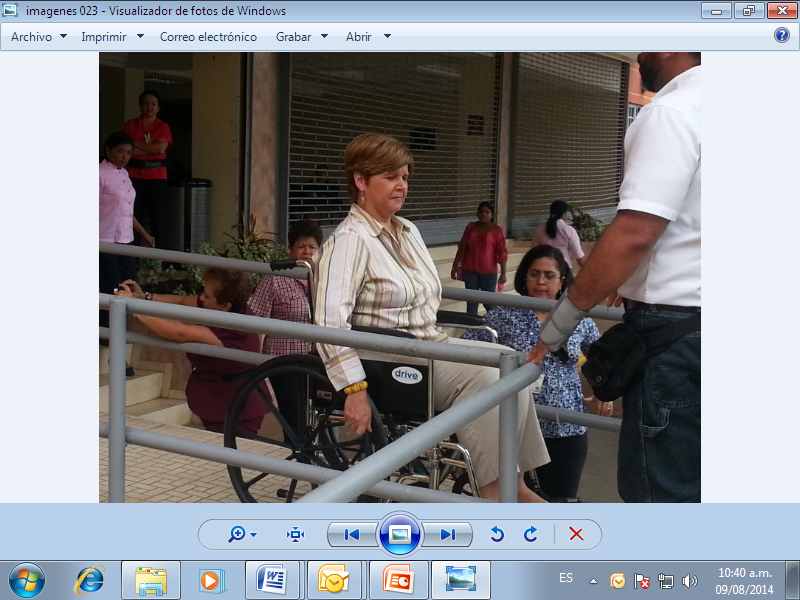 imagenes 023 - Visualizador de fotos de Windows
Archivo Imprimir Correo electrónico Grabar Abrir
drive
ES
10:40 a.m.
09/08/2014